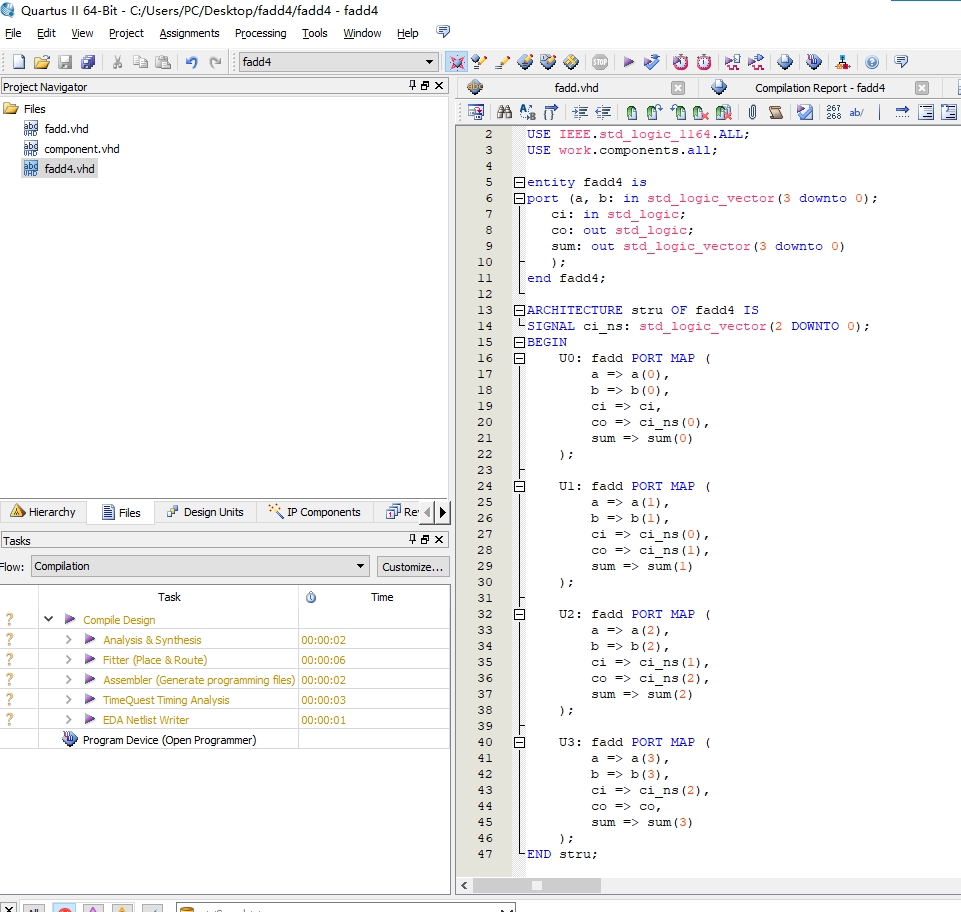 Quartus II 64-Bit - C:/Users/PC/Desktop/fadd4/fadd4 - fadd4
File Edit View Project Assignments Processing Tools Window Help
fadd4
Project Navigator
Files
fadd.vhd
component.vhd
fadd4.vhd
Hierarchy Files Design Units IP Components
Tasks
Flow: Compilation Customize...
Task Time
Compile Design
Analysis & Synthesis 00:00:02
Fitter (Place & Route) 00:00:06
Assembler (Generate programming files) 00:00:02
TimeQuest Timing Analysis 00:00:03
EDA Netlist Writer 00:00:01
Program Device (Open Programmer)
fadd.vhd Compilation Report - fadd4
267
268 ab/
2 USE IEEE.std_logic_1164.ALL;
3 USE work.components.all;
4
5 entity fadd4 is
6 port (a, b: in std_logic_vector(3 downto 0);
7 ci: in std_logic;
8 co: out std_logic;
9 sum: out std_logic_vector(3 downto 0)
10 );
11 end fadd4;
12
13 ARCHITECTURE stru OF fadd4 IS
14 SIGNAL ci_ns: std_logic_vector(2 DOWNTO 0);
15 BEGIN
16 U0: fadd PORT MAP (
17 a => a(0),
18 b => b(0),
19 ci => ci,
20 co => ci_ns(0),
21 sum => sum(0)
22 );
23
24 U1: fadd PORT MAP (
25 a => a(1),
26 b => b(1),
27 ci => ci_ns(0),
28 co => ci_ns(1),
29 sum => sum(1)
30 );
31
32 U2: fadd PORT MAP (
33 a => a(2),
34 b => b(2),
35 ci => ci_ns(1),
36 co => ci_ns(2),
37 sum => sum(2)
38 );
39
40 U3: fadd PORT MAP (
41 a => a(3),
42 b => b(3),
43 ci => ci_ns(2),
44 co => co,
45 sum => sum(3)
46 );
47 END stru;